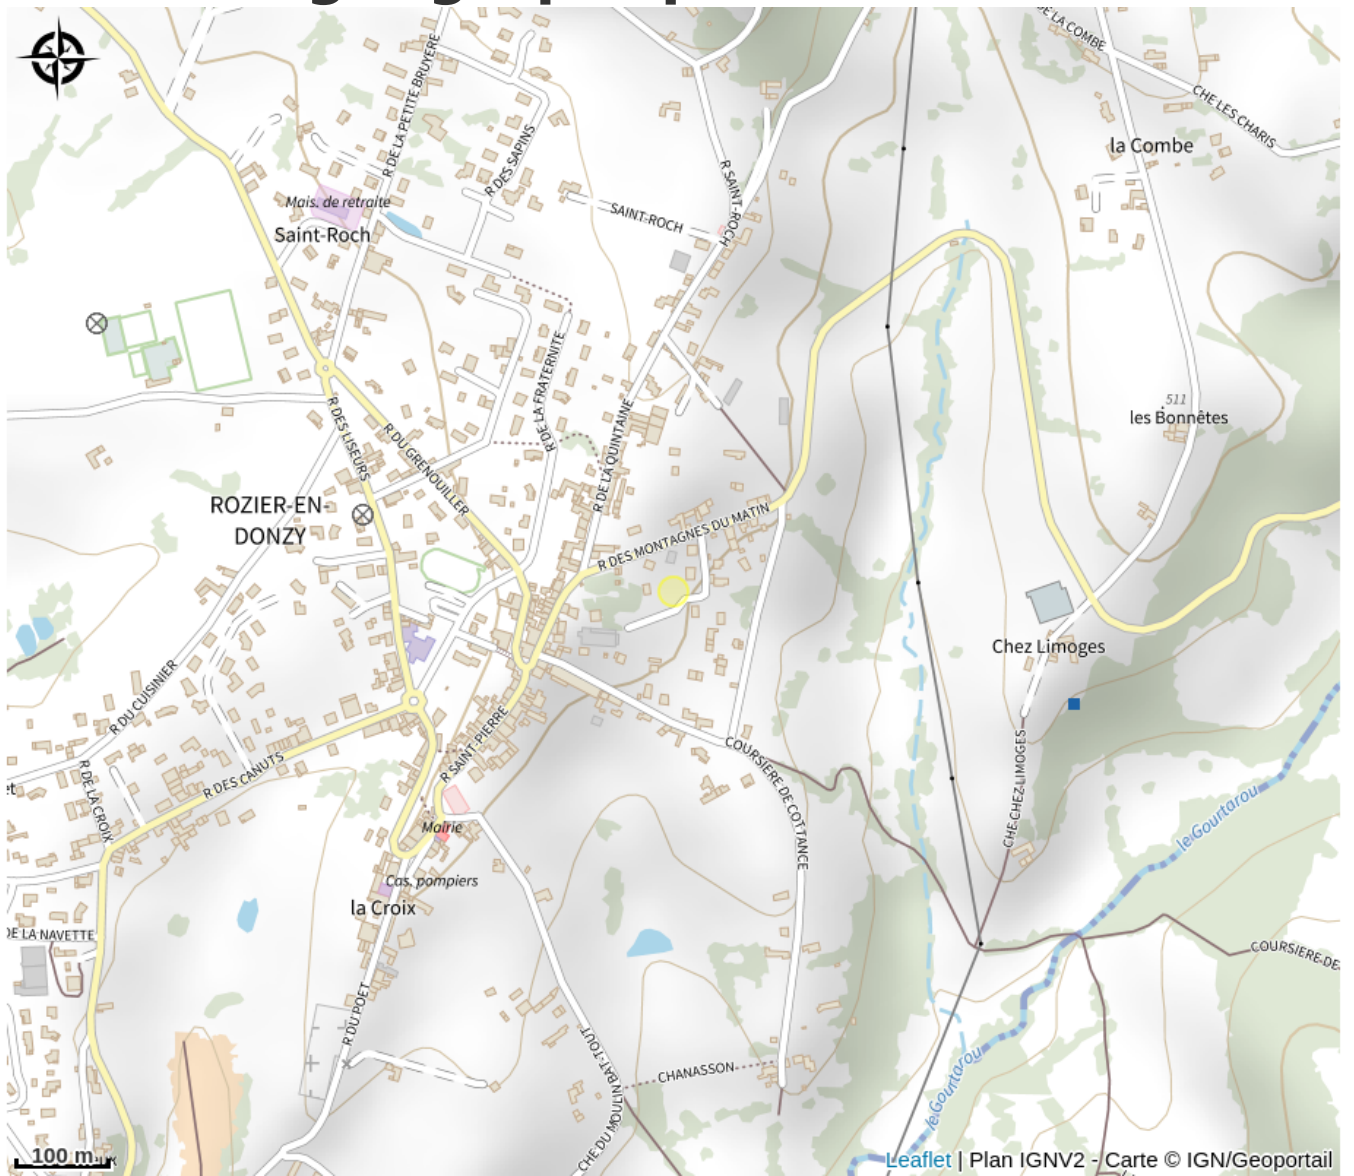 DE LA COMBE
CHE LES CHARIS
la Combe
R DE LA PETITE BRUYERE
R DES SAPINS
Mais. de retraite
Saint-Roch
SAINT-ROCH
R SAINT-ROCH
R DE LA FRATERNITE
R DES LISEURS
R DU GRENOUILLER
R DE LA QUINTAINE
511
les Bonnêtes
ROZIER-EN-
DONZY
R DES MONTAGNES DU MATIN
Chez Limoges
R DU CUISINIER
R SAINT-PIERRE
R DES CANUTS
R DE LA CROIX
et
COURSIERE DE COTTANCE
CHE CHEZ LIMOGES
le Gourtarou
Mairie
Cas. pompiers
la Croix
DE LA NAVETTE
COURSIERE DE
R DU POET
CHE DU MOULIN BAT-TOUT
CHANASSON
le Gourtarou
100 m
Leaflet | Plan IGNV2 - Carte © IGN/Geoportail